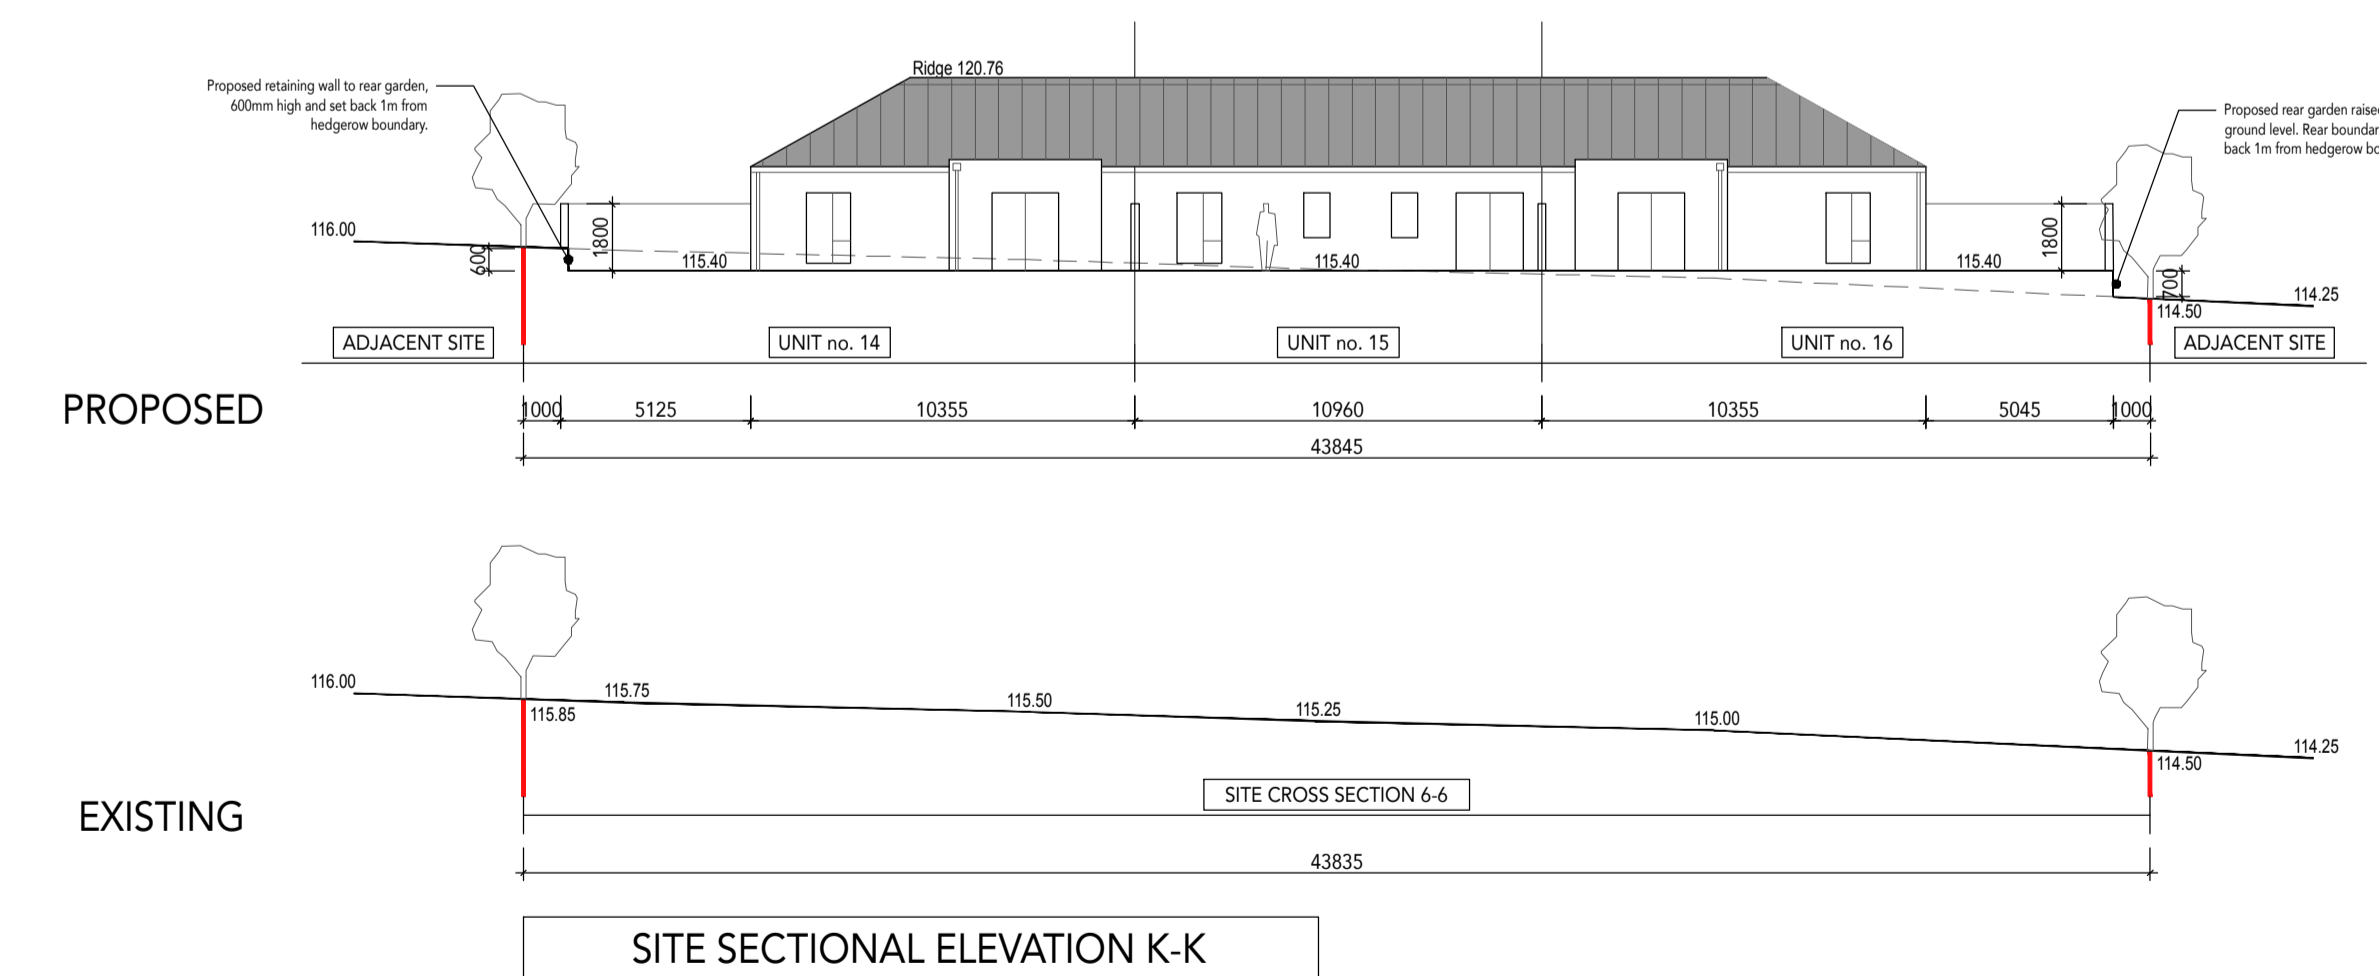 Ridge 120.76
Proposed retaining wall to rear garden,
600mm high and set back 1m from
hedgerow boundary.
Proposed rear garden raised
ground level. Rear boundar
back 1m from hedgerow bo
116.00
600
1800
115.40
115.40
115.40
1800
700
114.25
114.50
ADJACENT SITE
UNIT no. 14
UNIT no. 15
UNIT no. 16
ADJACENT SITE
PROPOSED
1000
5125
10355
10960
10355
5045
1000
43845
116.00
115.85
115.75
115.50
115.25
115.00
114.25
114.50
SITE CROSS SECTION 6-6
EXISTING
43835
SITE SECTIONAL ELEVATION K-K